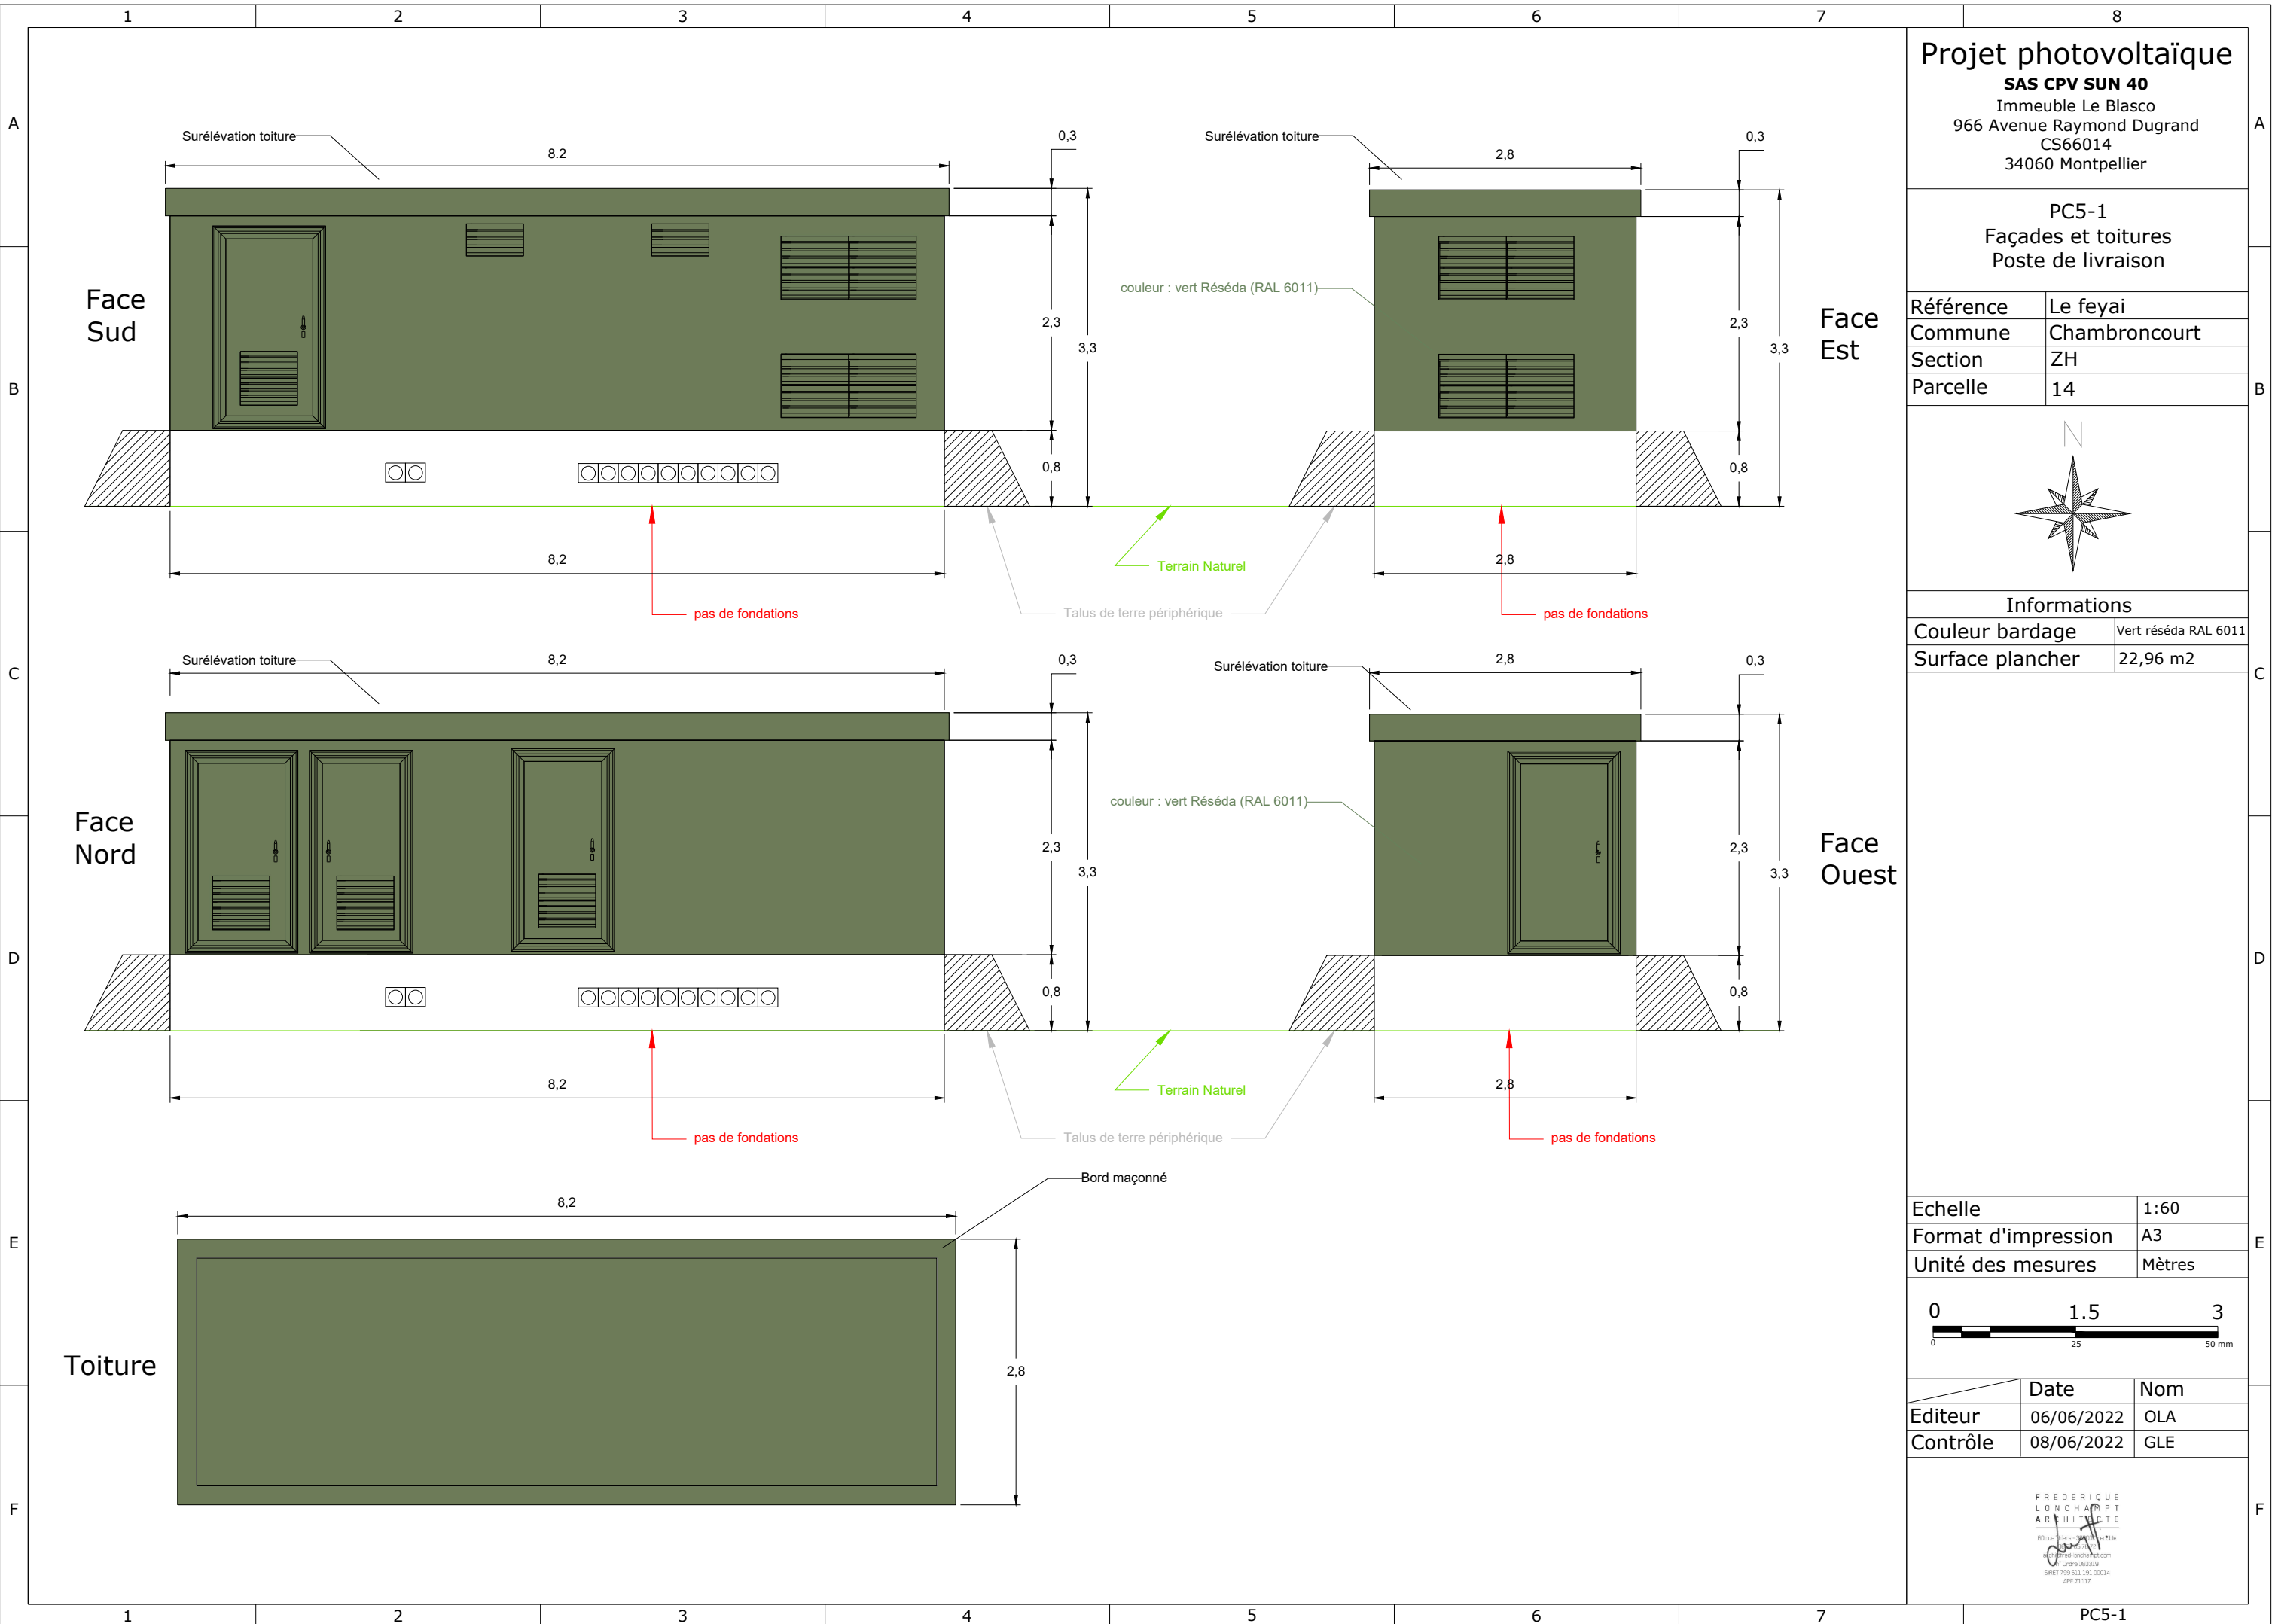 1 2 3 4 5 6 7 8
A
B
C
D
E
F
Surélévation toiture
8.2
0,3
2,3
3,3
0,8
Face
Sud
8,2
pas de fondations
Surélévation toiture
2,8
0,3
couleur : vert Réséda (RAL 6011)
2,3
3,3
0,8
Face
Est
2,8
Terrain Naturel
Talus de terre périphérique
pas de fondations
Surélévation toiture
8,2
0,3
2,3
3,3
0,8
Face
Nord
8,2
pas de fondations
Surélévation toiture
2,8
0,3
couleur : vert Réséda (RAL 6011)
2,3
3,3
0,8
Face
Ouest
2,8
Terrain Naturel
Talus de terre périphérique
pas de fondations
Bord maçonné
8,2
2,8
Toiture
Projet photovoltaïque
SAS CPV SUN 40
Immeuble Le Blasco
966 Avenue Raymond Dugrand
CS66014
34060 Montpellier
PC5-1
Façades et toitures
Poste de livraison
Référence Le feyai
Commune Chambroncourt
Section ZH
Parcelle 14
N
Informations
Couleur bardage Vert réséda RAL 6011
Surface plancher 22,96 m2
Echelle 1:60
Format d'impression A3
Unité des mesures Mètres
0 1.5 3
0 25 50 mm
Date Nom
Editeur 06/06/2022 OLA
Contrôle 08/06/2022 GLE
FREDERIQUE
LONCHAMPT
ARCHITECTE
A
B
C
D
E
F
1 2 3 4 5 6 7 PC5-1